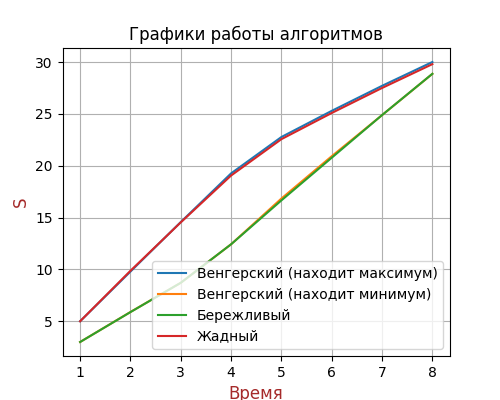 Графики работы алгоритмов
30
25
20
15
10
5
S
Венгерский (находит максимум)
Венгерский (находит минимум)
Бережливый
Жадный
1 2 3 4 5 6 7 8
Время